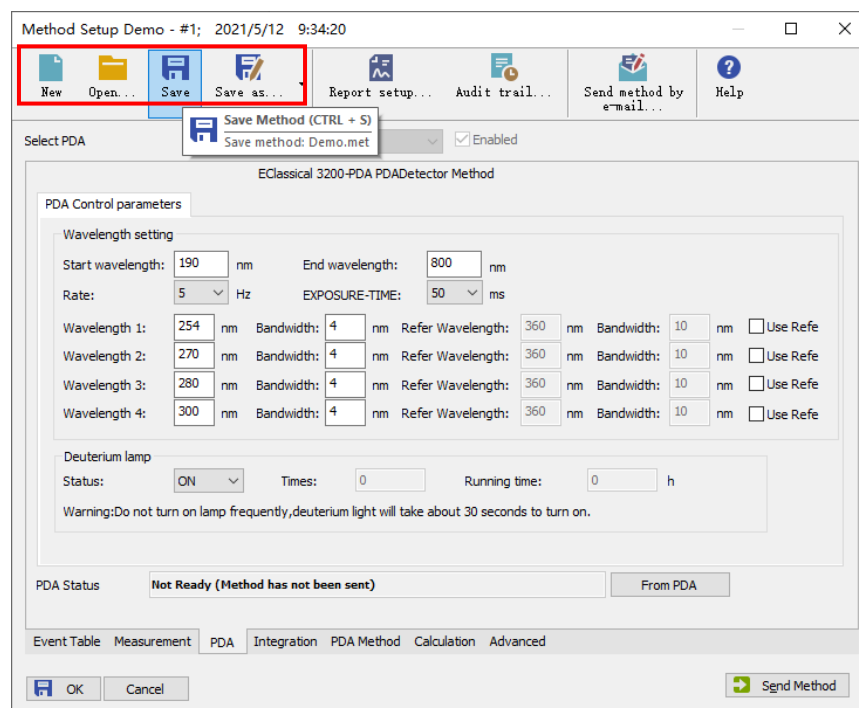 Method Setup Demo - #1; 2021/5/12 9:34:20
New Open... Save Save as... Report setup... Audit trail... Send method by e-mail... Help
Save Method (CTRL + S)
Save method: Demo.met
Select PDA Enabled
EClassical 3200-PDA PDADetector Method
PDA Control parameters
Wavelength setting
Start wavelength: 190 nm End wavelength: 800 nm
Rate: 5 Hz EXPOSURE-TIME: 50 ms
Wavelength 1: 254 nm Bandwidth: 4 nm Refer Wavelength: 360 nm Bandwidth: 10 nm Use Refe
Wavelength 2: 270 nm Bandwidth: 4 nm Refer Wavelength: 360 nm Bandwidth: 10 nm Use Refe
Wavelength 3: 280 nm Bandwidth: 4 nm Refer Wavelength: 360 nm Bandwidth: 10 nm Use Refe
Wavelength 4: 300 nm Bandwidth: 4 nm Refer Wavelength: 360 nm Bandwidth: 10 nm Use Refe
Deuterium lamp
Status: ON Times: 0 Running time: 0 h
Warning:Do not turn on lamp frequently,deuterium light will take about 30 seconds to turn on.
PDA Status Not Ready (Method has not been sent) From PDA
Event Table Measurement PDA Integration PDA Method Calculation Advanced
OK Cancel Send Method